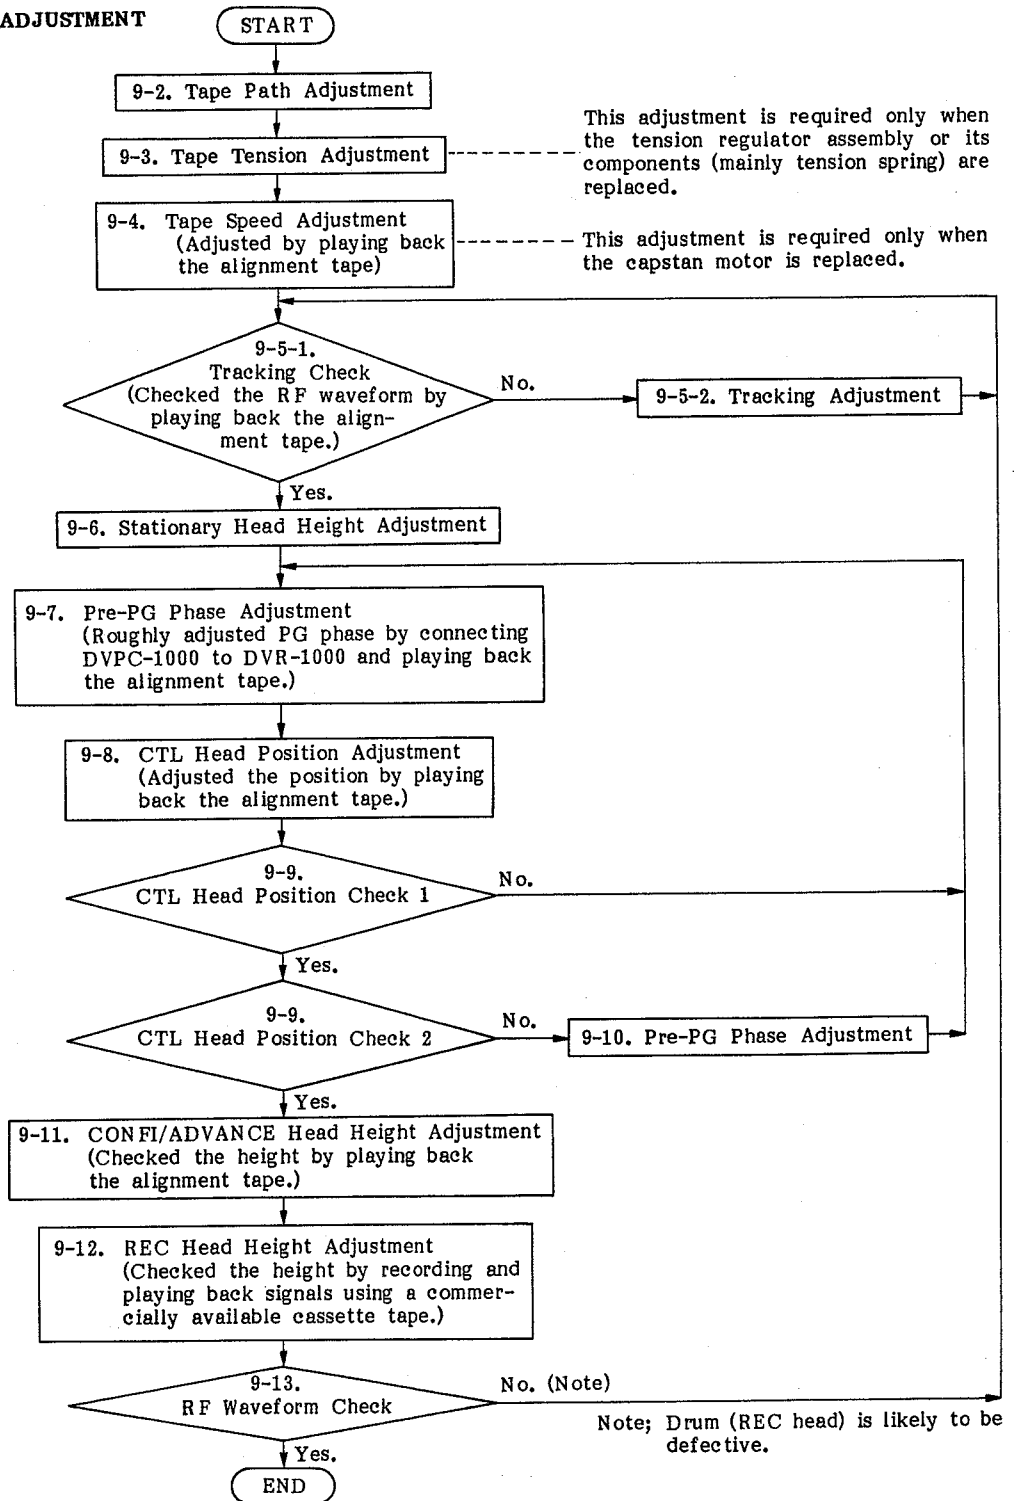 ADJUSTMENT
START
9-2. Tape Path Adjustment
9-3. Tape Tension Adjustment
This adjustment is required only when
the tension regulator assembly or its
components (mainly tension spring) are
replaced.
9-4. Tape Speed Adjustment
(Adjusted by playing back
the alignment tape)
This adjustment is required only when
the capstan motor is replaced.
9-5-1.
Tracking Check
(Checked the RF waveform by
playing back the align-
ment tape.)
No.
9-5-2. Tracking Adjustment
Yes.
9-6. Stationary Head Height Adjustment
9-7. Pre-PG Phase Adjustment
(Roughly adjusted PG phase by connecting
DVPC-1000 to DVR-1000 and playing back
the alignment tape.)
9-8. CTL Head Position Adjustment
(Adjusted the position by playing
back the alignment tape.)
9-9.
CTL Head Position Check 1
No.
Yes.
9-9.
CTL Head Position Check 2
No.
9-10. Pre-PG Phase Adjustment
Yes.
9-11. CONFI/ADVANCE Head Height Adjustment
(Checked the height by playing back
the alignment tape.)
9-12. REC Head Height Adjustment
(Checked the height by recording and
playing back signals using a commer-
cially available cassette tape.)
9-13.
RF Waveform Check
No. (Note)
Note; Drum (REC head) is likely to be
defective.
Yes.
END